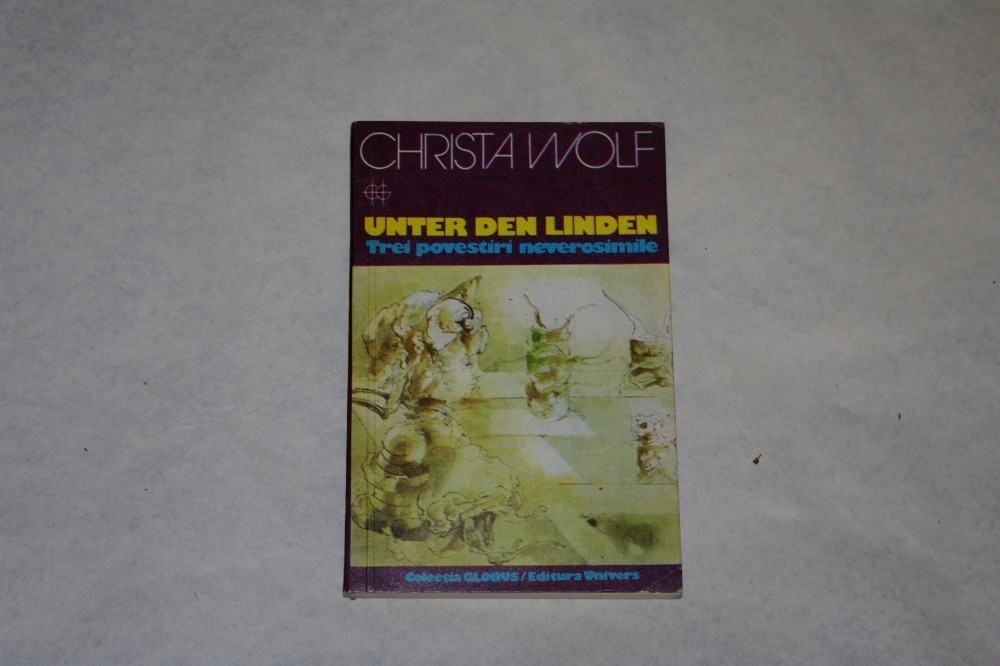 CHRISTA WOLF
UNTER DEN LINDEN
Trei povestiri neverosimile
Colecția GLOBUS / Editura Univers